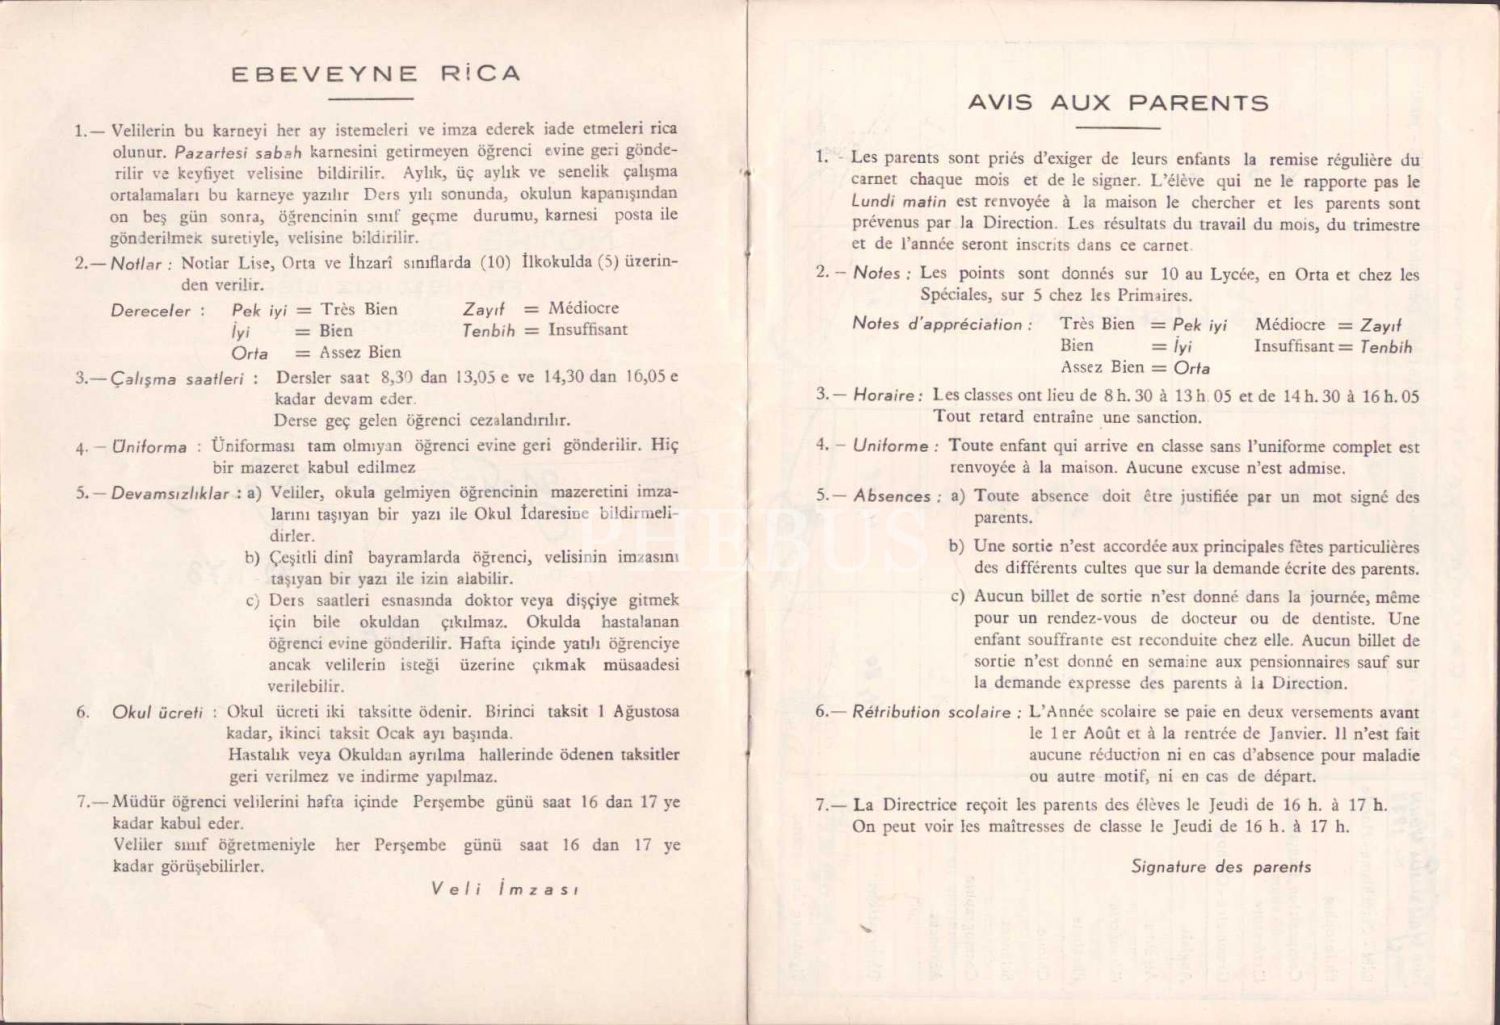 EBEVEYNE RİCA
1.— Velilerin bu karneyi her ay istemeleri ve imza ederek iade etmeleri rica
olunur. Pazartesi sabah karnesini getirmeyen öğrenci evine geri gönde-
rilir ve keyfiyet velisine bildirilir. Aylık, üç aylık ve senelik çalışma
ortalamaları bu karneye yazılır Ders yılı sonunda, okulun kapanışından
on beş gün sonra, öğrencinin sınıf geçme durumu, karnesi posta ile
gönderilmek suretiyle, velisine bildirilir.
2.— Notlar : Notlar Lise, Orta ve İhzarî sınıflarda (10) İlkokulda (5) üzerin-
den verilir.
Dereceler : Pek iyi = Très Bien Zayıf = Médiocre
İyi = Bien Tenbih = Insuffisant
Orta = Assez Bien
3.— Çalışma saatleri : Dersler saat 8,30 dan 13,05 e ve 14,30 dan 16,05 e
kadar devam eder.
Derse geç gelen öğrenci cezalandırılır.
4. — Üniforma : Üniforması tam olmıyan öğrenci evine geri gönderilir. Hiç
bir mazeret kabul edilmez
5. — Devamsızlıklar : a) Veliler, okula gelmiyen öğrencinin mazeretini imza-
larını taşıyan bir yazı ile Okul İdaresine bildirmeli-
dirler.
b) Çeşitli dinî bayramlarda öğrenci, velisinin imzasını
taşıyan bir yazı ile izin alabilir.
c) Ders saatleri esnasında doktor veya dişçiye gitmek
için bile okuldan çıkılmaz. Okulda hastalanan
öğrenci evine gönderilir. Hafta içinde yatılı öğrenciye
ancak velilerin isteği üzerine çıkmak müsaadesi
verilebilir.
6. Okul ücreti : Okul ücreti iki taksitte ödenir. Birinci taksit 1 Ağustosa
kadar, ikinci taksit Ocak ayı başında.
Hastalık veya Okuldan ayrılma hallerinde ödenen taksitler
geri verilmez ve indirme yapılmaz.
7.— Müdür öğrenci velilerini hafta içinde Perşembe günü saat 16 dan 17 ye
kadar kabul eder.
Veliler sınıf öğretmeniyle her Perşembe günü saat 16 dan 17 ye
kadar görüşebilirler.
Veli İmzası
AVIS AUX PARENTS
1. - Les parents sont priés d'exiger de leurs enfants la remise régulière du
carnet chaque mois et de le signer. L'élève qui ne le rapporte pas le
Lundi matin est renvoyée à la maison le chercher et les parents sont
prévenus par la Direction. Les résultats du travail du mois, du trimestre
et de l'année seront inscrits dans ce carnet.
2. — Notes : Les points sont donnés sur 10 au Lycée, en Orta et chez les
Spéciales, sur 5 chez les Primaires.
Notes d'appréciation : Très Bien = Pek iyi Médiocre = Zayıf
Bien = İyi Insuffisant = Tenbih
Assez Bien = Orta
3. — Horaire : Les classes ont lieu de 8 h. 30 à 13 h. 05 et de 14 h. 30 à 16 h. 05
Tout retard entraîne une sanction.
4. — Uniforme : Toute enfant qui arrive en classe sans l'uniforme complet est
renvoyée à la maison. Aucune excuse n'est admise.
5. — Absences : a) Toute absence doit être justifiée par un mot signé des
parents.
b) Une sortie n'est accordée aux principales fêtes particulières
des différents cultes que sur la demande écrite des parents.
c) Aucun billet de sortie n'est donné dans la journée, même
pour un rendez-vous de docteur ou de dentiste. Une
enfant souffrante est reconduite chez elle. Aucun billet de
sortie n'est donné en semaine aux pensionnaires sauf sur
la demande expresse des parents à la Direction.
6.— Rétribution scolaire : L'Année scolaire se paie en deux versements avant
le 1er Août et à la rentrée de Janvier. Il n'est fait
aucune réduction ni en cas d'absence pour maladie
ou autre motif, ni en cas de départ.
7.— La Directrice reçoit les parents des élèves le Jeudi de 16 h. à 17 h.
On peut voir les maîtresses de classe le Jeudi de 16 h. à 17 h.
Signature des parents
PHEBUS